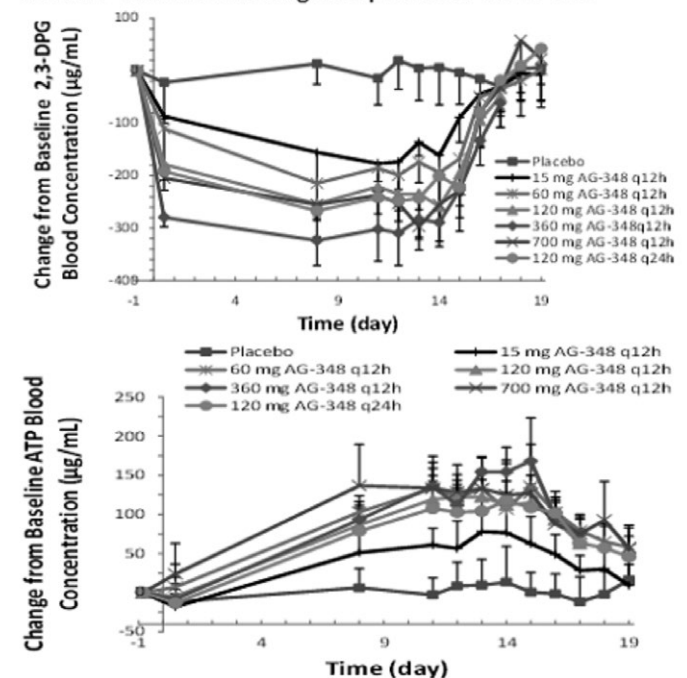 100
-100
-200
-300
-400
Change from Baseline 2,3-DPG
Blood Concentration (µg/mL)
Placebo
15 mg AG-348 q12h
60 mg AG-348 q12h
120 mg AG-348 q12h
360 mg AG-348q12h
700 mg AG-348 q12h
120 mg AG-348 q24h
-1 4 9 14 19
Time (day)
Placebo 15 mg AG-348 q12h
60 mg AG-348 q12h 120 mg AG-348 q12h
360 mg AG-348 q12h 700 mg AG-348 q12h
120 mg AG-348 q24h
Change from Baseline ATP Blood
Concentration (µg/mL)
250
200
150
100
50
0
-50
-1 4 9 14 19
Time (day)